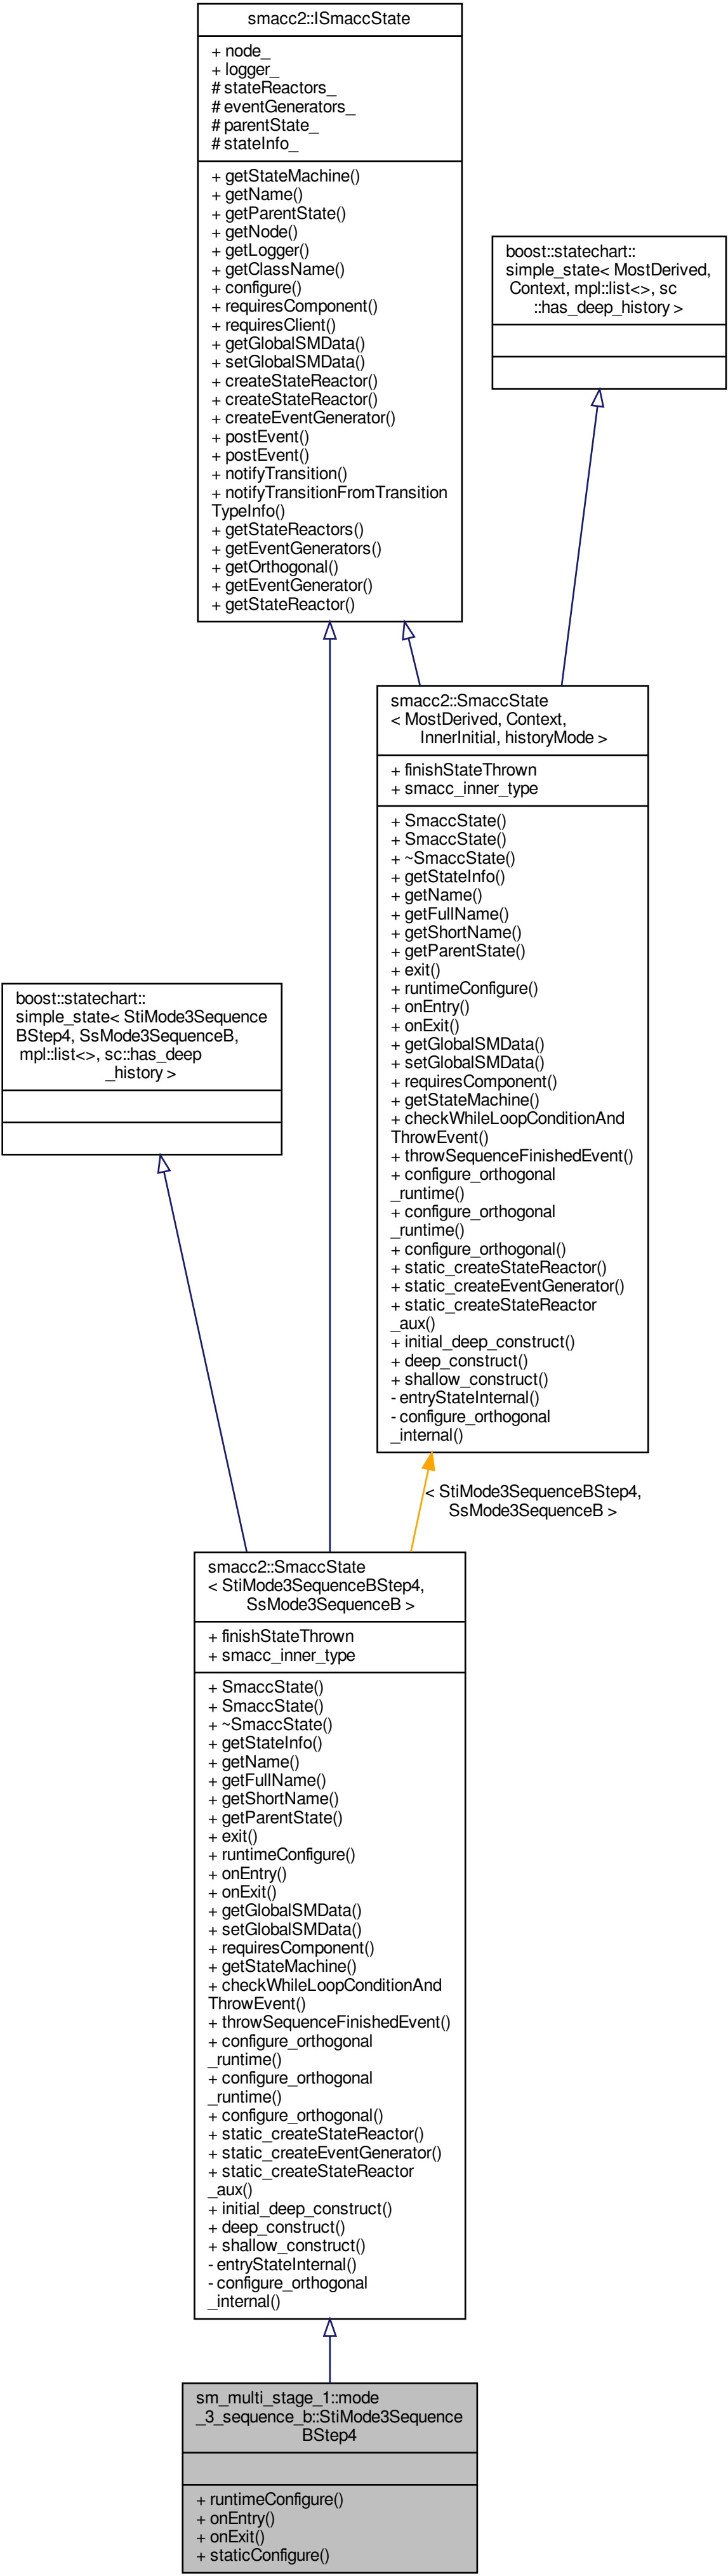 smacc2::ISmaccState
+ node_
+ logger_
# stateReactors_
# eventGenerators_
# parentState_
# stateInfo_
+ getStateMachine()
+ getName()
+ getParentState()
+ getNode()
+ getLogger()
+ getClassName()
+ configure()
+ requiresComponent()
+ requiresClient()
+ getGlobalSMData()
+ setGlobalSMData()
+ createStateReactor()
+ createStateReactor()
+ createEventGenerator()
+ postEvent()
+ postEvent()
+ notifyTransition()
+ notifyTransitionFromTransition
TypeInfo()
+ getStateReactors()
+ getEventGenerators()
+ getOrthogonal()
+ getEventGenerator()
+ getStateReactor()
boost::statechart::
simple_state< MostDerived,
Context, mpl::list<>, sc
::has_deep_history >
smacc2::SmaccState
< MostDerived, Context,
InnerInitial, historyMode >
+ finishStateThrown
+ smacc_inner_type
+ SmaccState()
+ SmaccState()
+ ~SmaccState()
+ getStateInfo()
+ getName()
+ getFullName()
+ getShortName()
+ getParentState()
+ exit()
+ runtimeConfigure()
+ onEntry()
+ onExit()
+ getGlobalSMData()
+ setGlobalSMData()
+ requiresComponent()
+ getStateMachine()
+ checkWhileLoopConditionAnd
ThrowEvent()
+ throwSequenceFinishedEvent()
+ configure_orthogonal
_runtime()
+ configure_orthogonal
_runtime()
+ configure_orthogonal()
+ static_createStateReactor()
+ static_createEventGenerator()
+ static_createStateReactor
_aux()
+ initial_deep_construct()
+ deep_construct()
+ shallow_construct()
- entryStateInternal()
- configure_orthogonal
_internal()
boost::statechart::
simple_state< StiMode3Sequence
BStep4, SsMode3SequenceB,
mpl::list<>, sc::has_deep
_history >
< StiMode3SequenceBStep4,
SsMode3SequenceB >
smacc2::SmaccState
< StiMode3SequenceBStep4,
SsMode3SequenceB >
+ finishStateThrown
+ smacc_inner_type
+ SmaccState()
+ SmaccState()
+ ~SmaccState()
+ getStateInfo()
+ getName()
+ getFullName()
+ getShortName()
+ getParentState()
+ exit()
+ runtimeConfigure()
+ onEntry()
+ onExit()
+ getGlobalSMData()
+ setGlobalSMData()
+ requiresComponent()
+ getStateMachine()
+ checkWhileLoopConditionAnd
ThrowEvent()
+ throwSequenceFinishedEvent()
+ configure_orthogonal
_runtime()
+ configure_orthogonal
_runtime()
+ configure_orthogonal()
+ static_createStateReactor()
+ static_createEventGenerator()
+ static_createStateReactor
_aux()
+ initial_deep_construct()
+ deep_construct()
+ shallow_construct()
- entryStateInternal()
- configure_orthogonal
_internal()
sm_multi_stage_1::mode
_3_sequence_b::StiMode3Sequence
BStep4
+ runtimeConfigure()
+ onEntry()
+ onExit()
+ staticConfigure()